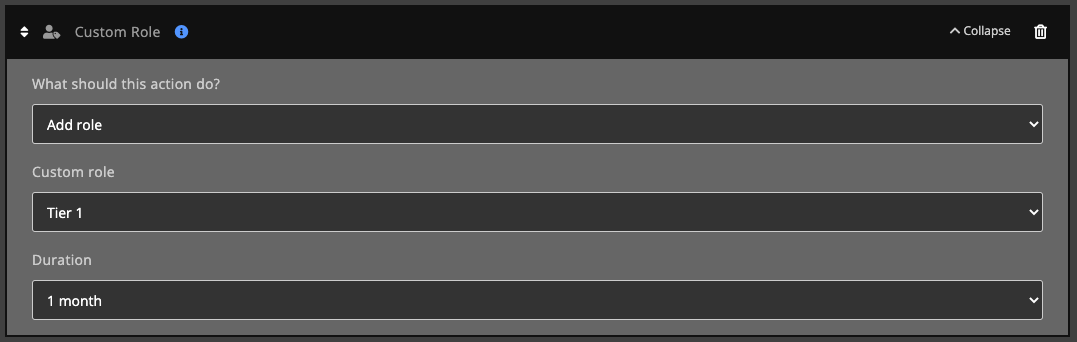 Custom Role
Collapse
What should this action do?
Add role
Custom role
Tier 1
Duration
1 month